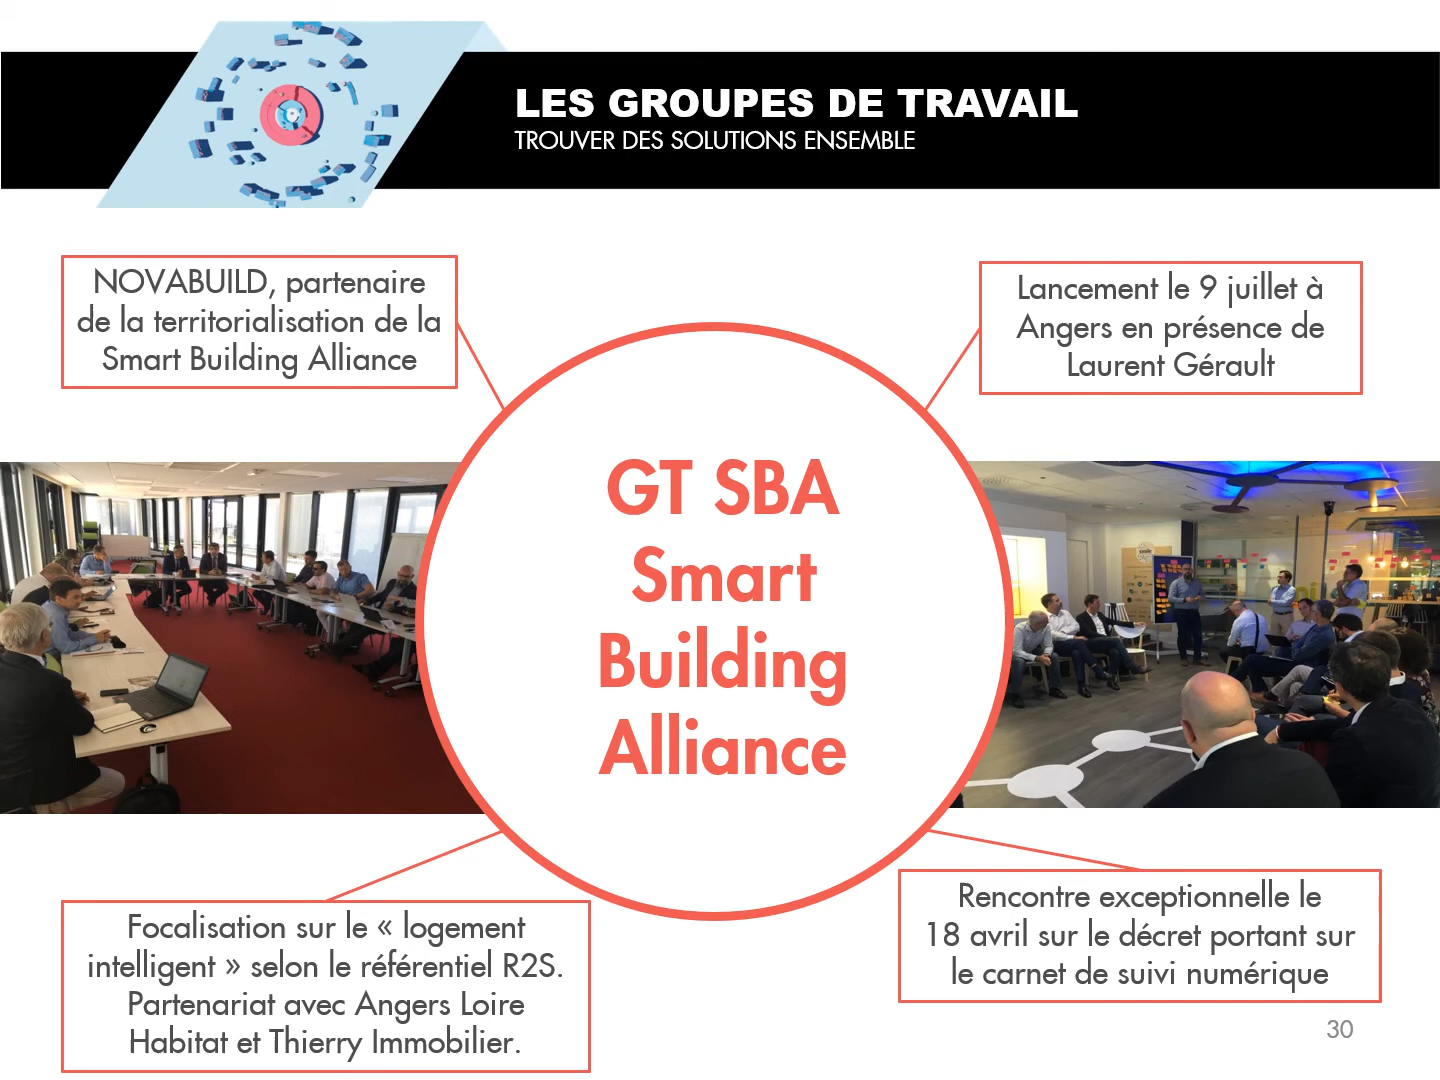 LES GROUPES DE TRAVAIL
TROUVER DES SOLUTIONS ENSEMBLE
NOVABUILD, partenaire
de la territorialisation de la
Smart Building Alliance
Lancement le 9 juillet à
Angers en présence de
Laurent Gérault
GT SBA
Smart
Building
Alliance
Focalisation sur le « logement
intelligent » selon le référentiel R2S.
Partenariat avec Angers Loire
Habitat et Thierry Immobilier.
Rencontre exceptionnelle le
18 avril sur le décret portant sur
le carnet de suivi numérique
30